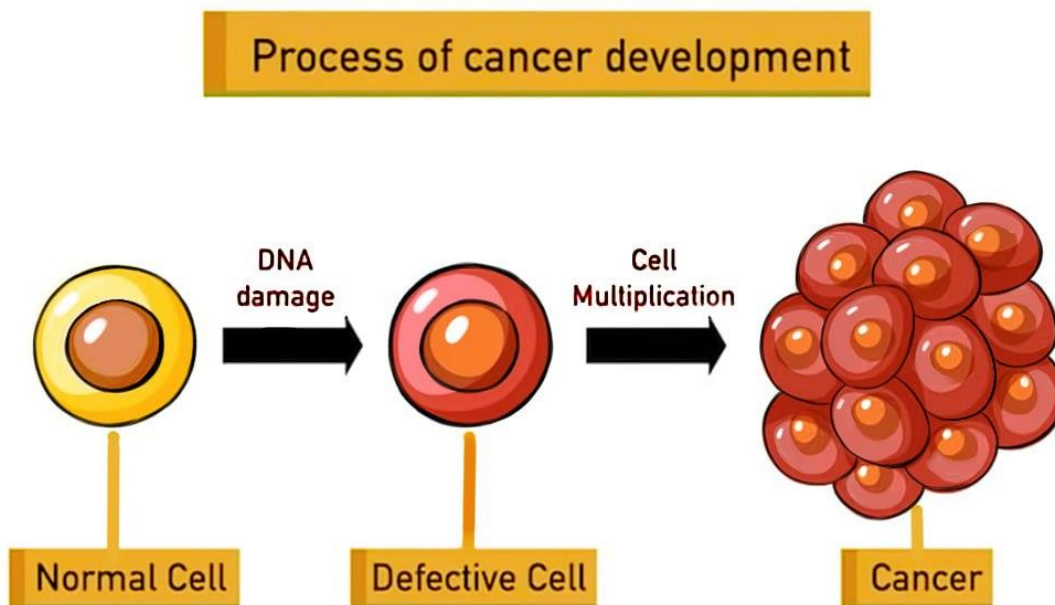 Process of cancer development
DNA
damage
Cell
Multiplication
Normal Cell
Defective Cell
Cancer